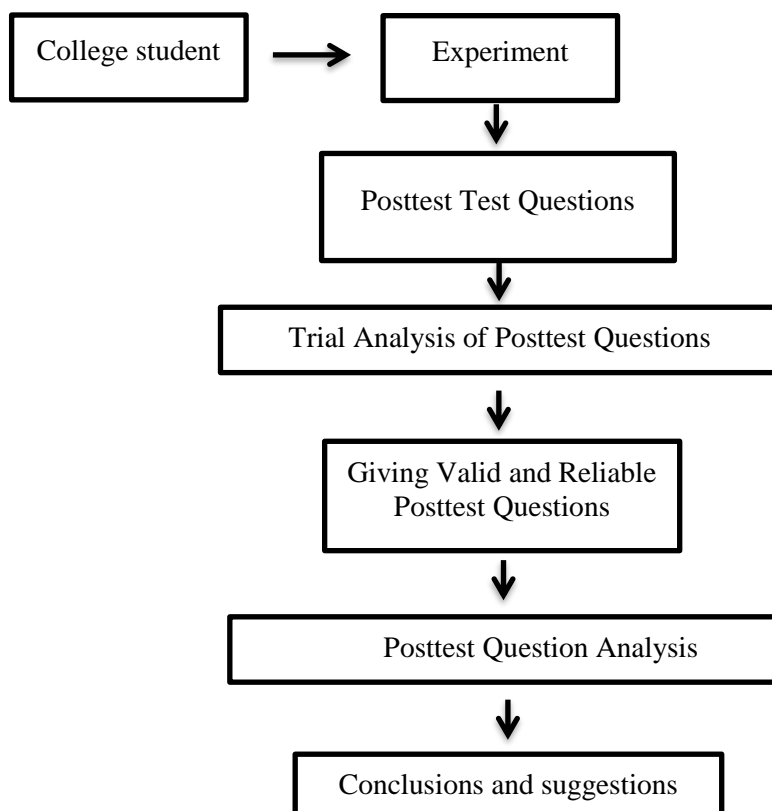 College student
Experiment
Posttest Test Questions
Trial Analysis of Posttest Questions
Giving Valid and Reliable
Posttest Questions
Posttest Question Analysis
Conclusions and suggestions